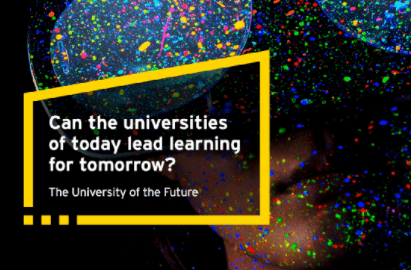 Can the universities
of today lead learning
for tomorrow?
The University of the Future